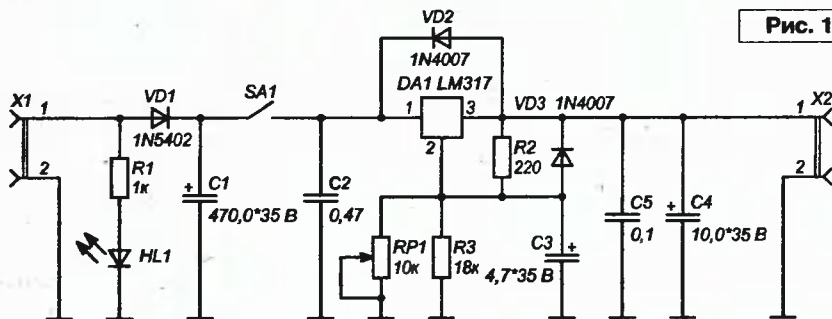 Рис. 1
VD2
1N4007
DA1 LM317
X1
1
VD1
1N5402
SA1
1
3
2
VD3 1N4007
X2
1
2
2
R1
1к
HL1
C1
+
470,0*35 В
C2
0,47
R2
220
RP1
10к
R3
18к
C3
+
4,7*35 В
C5
0,1
C4
+
10,0*35 В